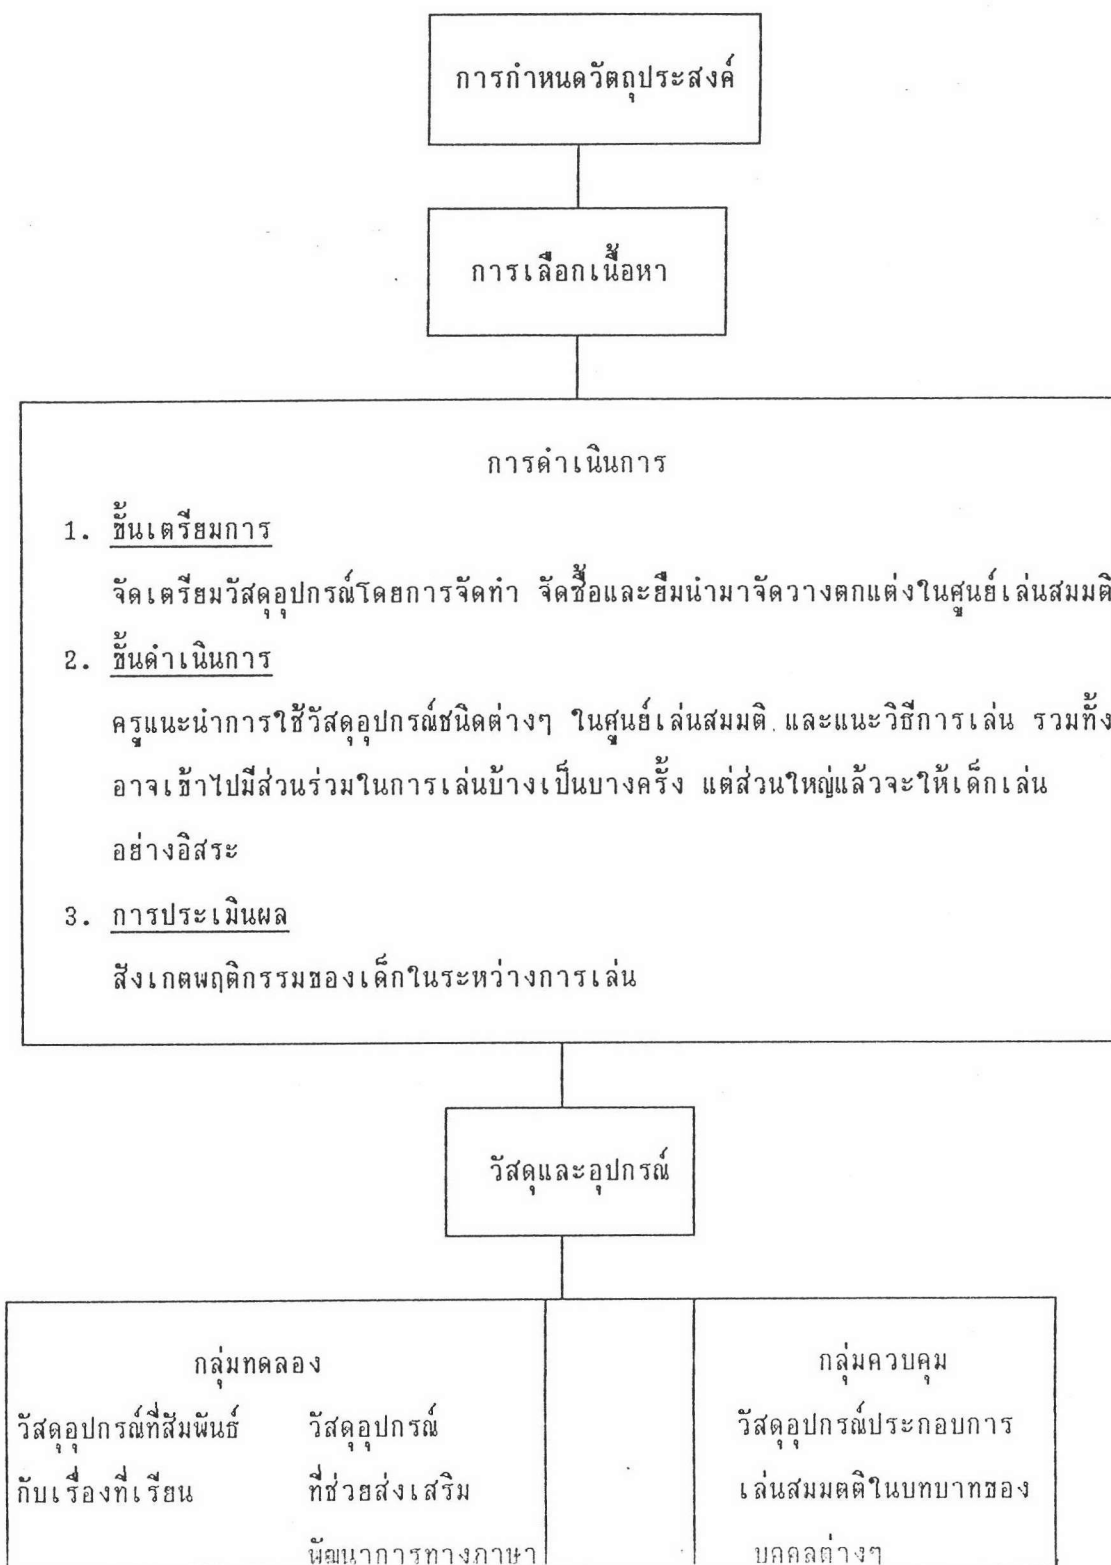 การกำหนดวัตถุประสงค์
การเลือกเนื้อหา
การดำเนินการ
1. ขั้นเตรียมการ
จัดเตรียมวัสดุอุปกรณ์โดยการจัดทำ จัดซื้อและยืมนำมาจัดวางตกแต่งในศูนย์เล่นสมมติ
2. ขั้นดำเนินการ
ครูแนะนำการใช้วัสดุอุปกรณ์ชนิดต่างๆ ในศูนย์เล่นสมมติ และแนะวิธีการเล่น รวมทั้ง
อาจเข้าไปมีส่วนร่วมในการเล่นบ้างเป็นบางครั้ง แต่ส่วนใหญ่แล้วจะให้เด็กเล่น
อย่างอิสระ
3. การประเมินผล
สังเกตพฤติกรรมของเด็กในระหว่างการเล่น
วัสดุและอุปกรณ์
กลุ่มทดลอง
วัสดุอุปกรณ์ที่สัมพันธ์
กับเรื่องที่เรียน
วัสดุอุปกรณ์
ที่ช่วยส่งเสริม
พัฒนาการทางภาษา
กลุ่มควบคุม
วัสดุอุปกรณ์ประกอบการ
เล่นสมมตติในบทบาทของ
บุคคลต่างๆ